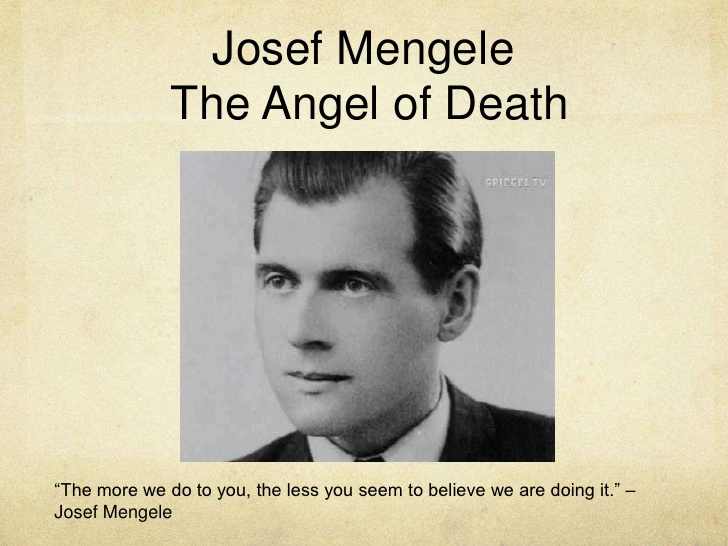 Josef Mengele
The Angel of Death
SPIEGEL TV
“The more we do to you, the less you seem to believe we are doing it.” –
Josef Mengele